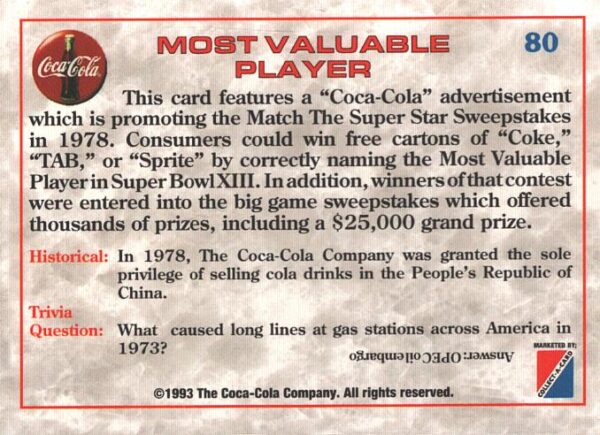 Coca-Cola
MOST VALUABLE
PLAYER
80
This card features a “Coca-Cola” advertisement
which is promoting the Match The Super Star Sweepstakes
in 1978. Consumers could win free cartons of “Coke,”
“TAB,” or “Sprite” by correctly naming the Most Valuable
Player in Super Bowl XIII. In addition, winners of that contest
were entered into the big game sweepstakes which offered
thousands of prizes, including a $25,000 grand prize.
Historical: In 1978, The Coca-Cola Company was granted the sole
privilege of selling cola drinks in the People's Republic of
China.
Trivia
Question: What caused long lines at gas stations across America in
1973?
Answer: OPEC oil embargo
MARKETED BY:
COLLECT-A-CARD
©1993 The Coca-Cola Company. All rights reserved.